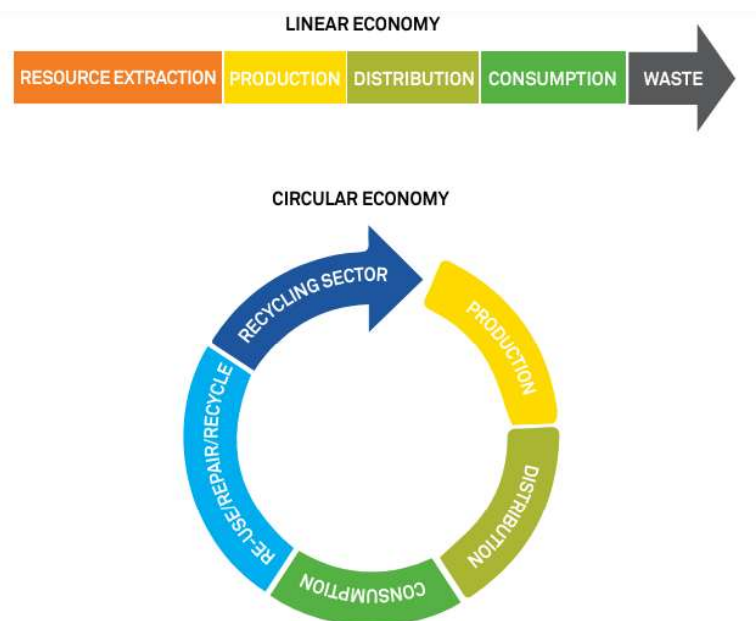 LINEAR ECONOMY
RESOURCE EXTRACTION
PRODUCTION
DISTRIBUTION
CONSUMPTION
WASTE
CIRCULAR ECONOMY
RECYCLING SECTOR
PRODUCTION
DISTRIBUTION
CONSUMPTION
RE-USE/REPAIR/RECYCLE